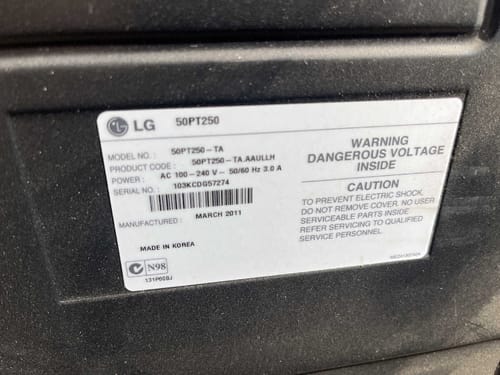 LG 50PT250
MODEL NO. : 50PT250-TA
PRODUCT CODE : 50PT250-TA.AAULLH
POWER : AC 100-240 V~ 50/60 Hz 3.0 A
SERIAL NO. : 103KCDG57274
MANUFACTURED : MARCH 2011
MADE IN KOREA
N98
131P60BJ
WARNING
DANGEROUS VOLTAGE
INSIDE
CAUTION
TO PREVENT ELECTRIC SHOCK,
DO NOT REMOVE COVER. NO USER
SERVICEABLE PARTS INSIDE.
REFER SERVICING TO QUALIFIED
SERVICE PERSONNEL.